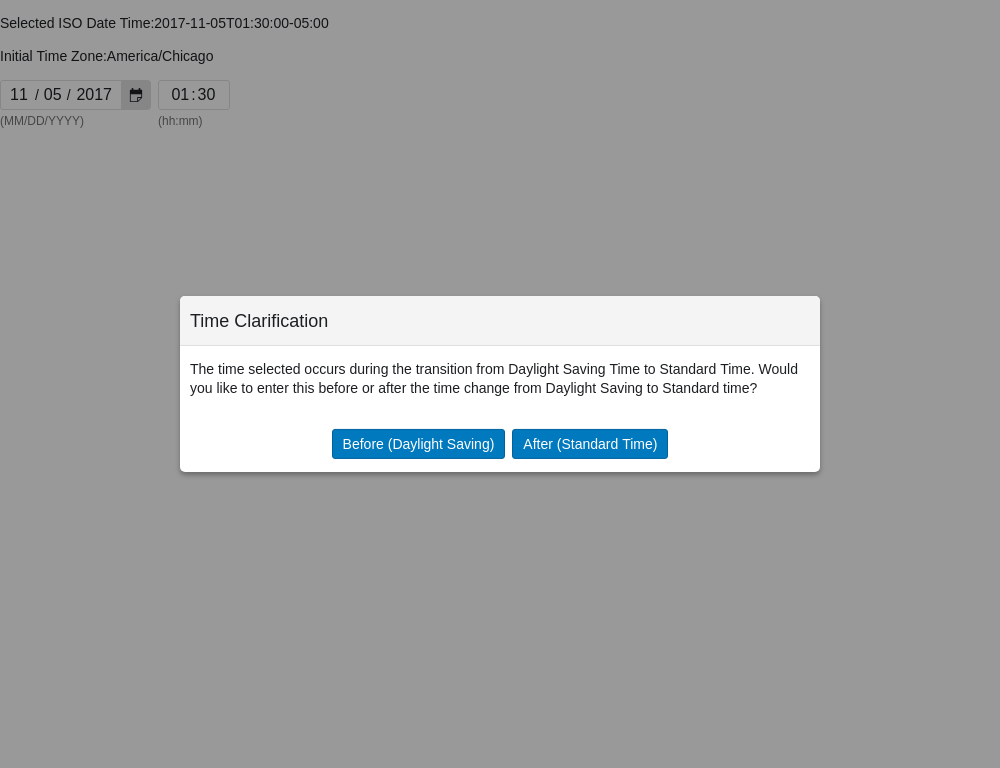 Selected ISO Date Time:2017-11-05T01:30:00-05:00
Initial Time Zone:America/Chicago
11 / 05 / 2017 01:30
(MM/DD/YYYY) (hh:mm)
Time Clarification
The time selected occurs during the transition from Daylight Saving Time to Standard Time. Would
you like to enter this before or after the time change from Daylight Saving to Standard time?
Before (Daylight Saving) After (Standard Time)